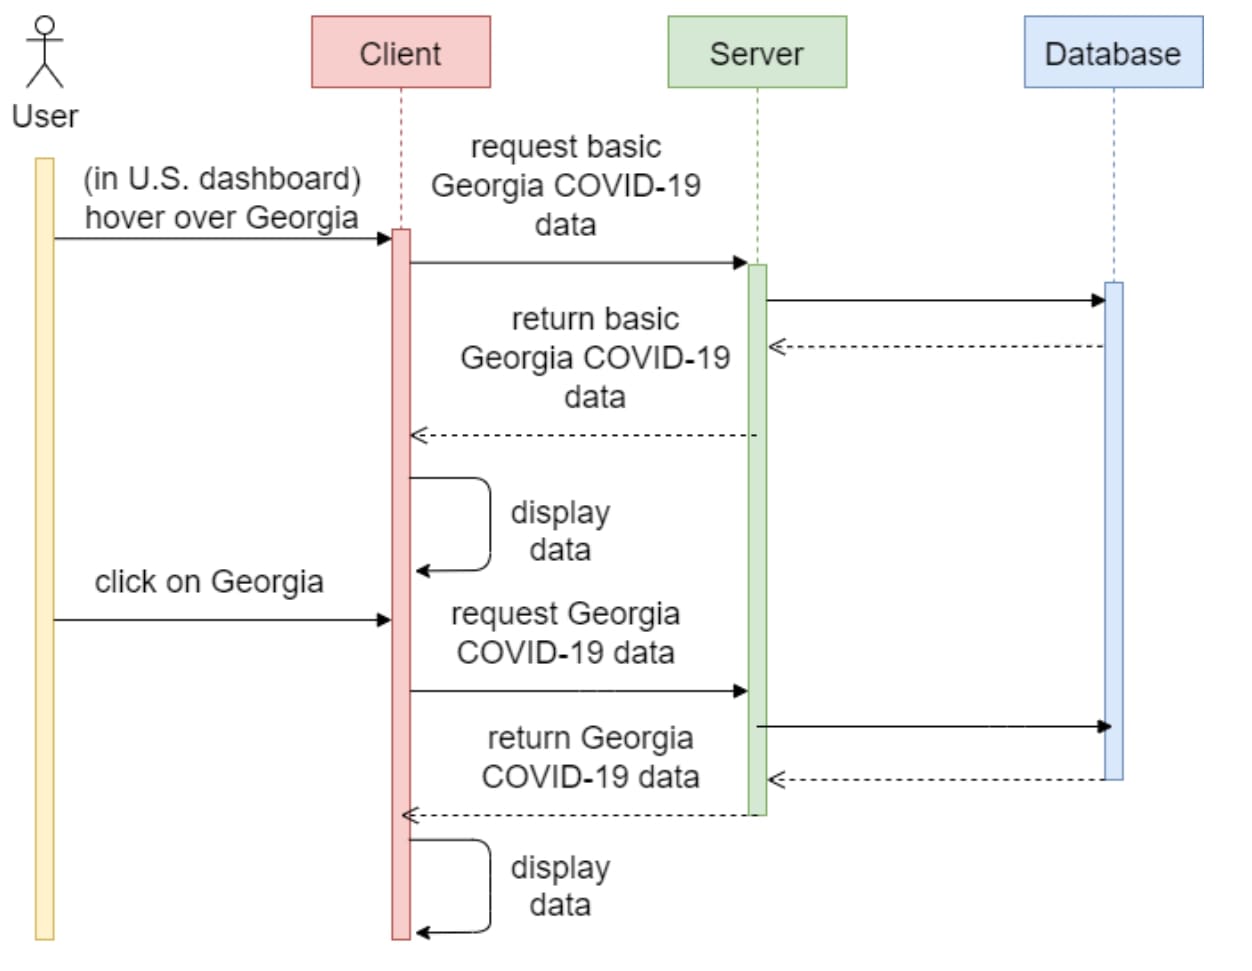 Client
Server
Database
User
(in U.S. dashboard)
hover over Georgia
request basic
Georgia COVID-19
data
return basic
Georgia COVID-19
data
display
data
click on Georgia
request Georgia
COVID-19 data
return Georgia
COVID-19 data
display
data